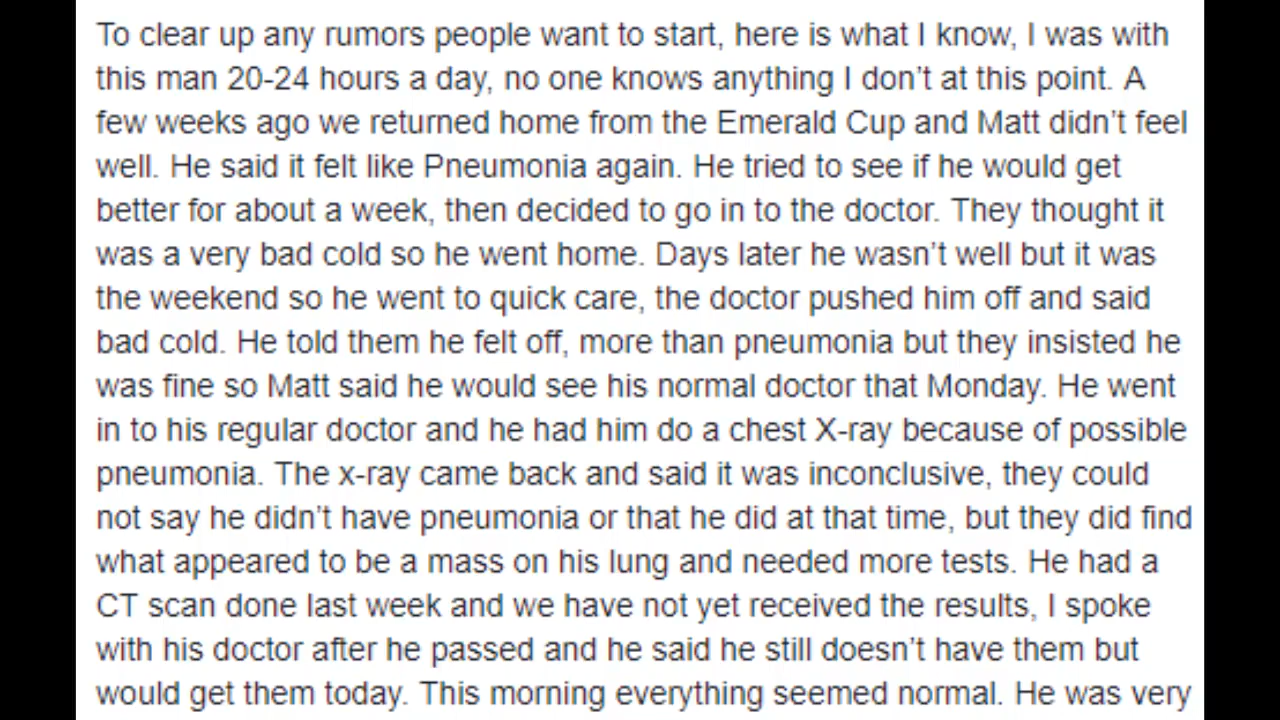 To clear up any rumors people want to start, here is what I know, I was with
this man 20-24 hours a day, no one knows anything I don’t at this point. A
few weeks ago we returned home from the Emerald Cup and Matt didn’t feel
well. He said it felt like Pneumonia again. He tried to see if he would get
better for about a week, then decided to go in to the doctor. They thought it
was a very bad cold so he went home. Days later he wasn’t well but it was
the weekend so he went to quick care, the doctor pushed him off and said
bad cold. He told them he felt off, more than pneumonia but they insisted he
was fine so Matt said he would see his normal doctor that Monday. He went
in to his regular doctor and he had him do a chest X-ray because of possible
pneumonia. The x-ray came back and said it was inconclusive, they could
not say he didn’t have pneumonia or that he did at that time, but they did find
what appeared to be a mass on his lung and needed more tests. He had a
CT scan done last week and we have not yet received the results, I spoke
with his doctor after he passed and he said he still doesn’t have them but
would get them today. This morning everything seemed normal. He was very